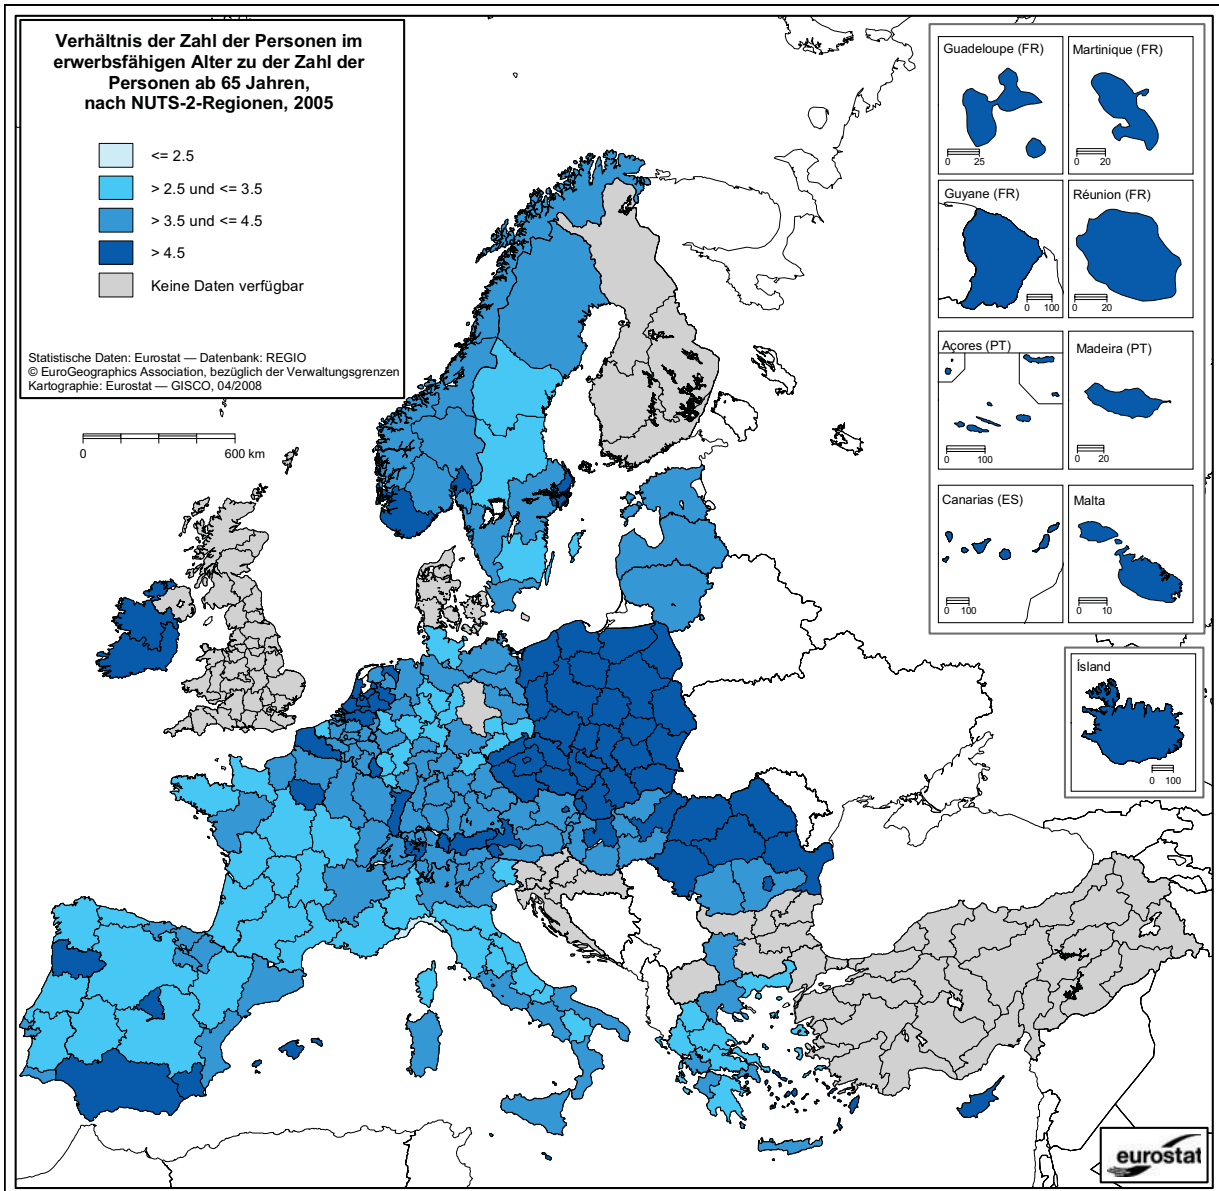 Verhältnis der Zahl der Personen im
erwerbsfähigen Alter zu der Zahl der
Personen ab 65 Jahren,
nach NUTS-2-Regionen, 2005
<= 2.5
> 2.5 und <= 3.5
> 3.5 und <= 4.5
> 4.5
Keine Daten verfügbar
Statistische Daten: Eurostat — Datenbank: REGIO
© EuroGeographics Association, bezüglich der Verwaltungsgrenzen
Kartographie: Eurostat — GISCO, 04/2008
0 600 km
Guadeloupe (FR)
0 25
Martinique (FR)
0 20
Guyane (FR)
0 100
Réunion (FR)
0 20
Açores (PT)
0 100
Madeira (PT)
0 20
Canarias (ES)
0 100
Malta
0 10
Ísland
0 100
eurostat